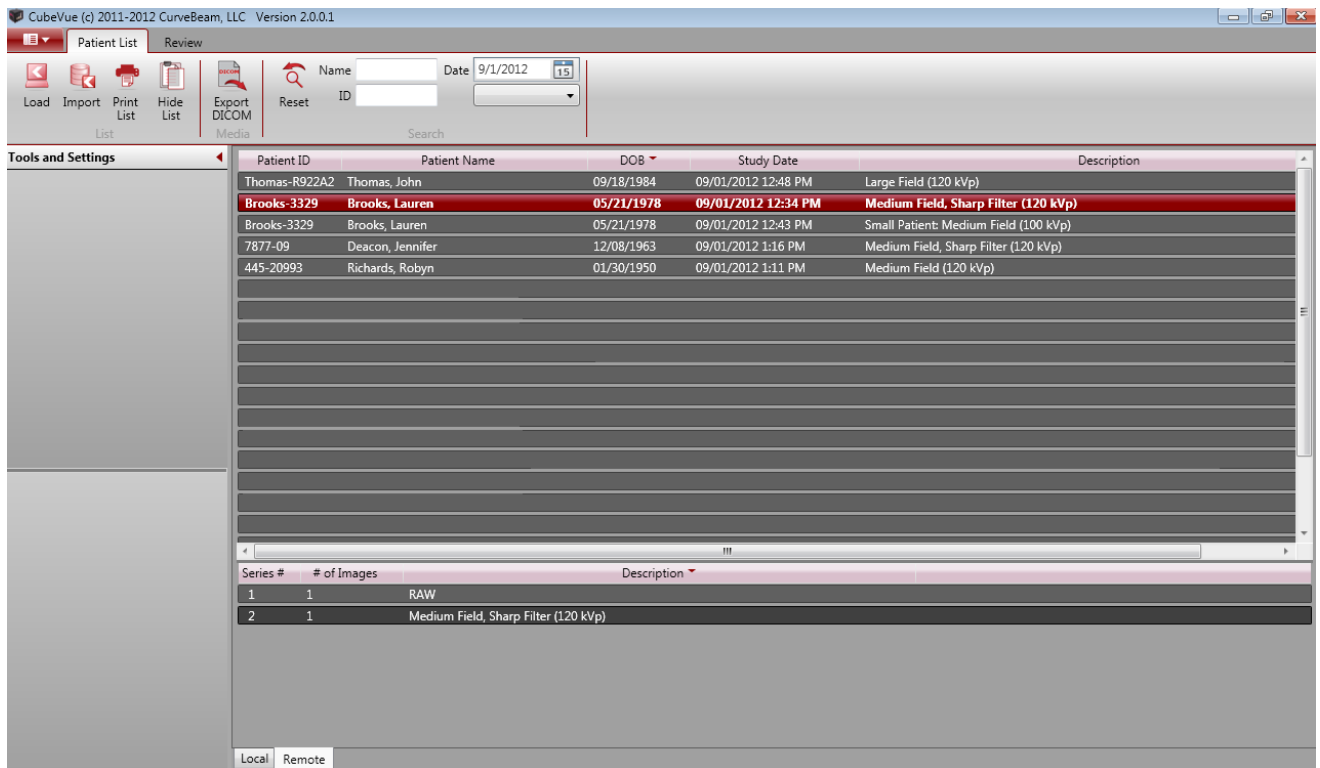 CubeVue (c) 2011-2012 CurveBeam, LLC Version 2.0.0.1
Patient List Review
Name Date 9/1/2012 15
ID
Load Import Print List Hide List Export DICOM Reset
List Media Search
Tools and Settings
Patient ID Patient Name DOB Study Date Description
Thomas-R922A2 Thomas, John 09/18/1984 09/01/2012 12:48 PM Large Field (120 kVp)
Brooks-3329 Brooks, Lauren 05/21/1978 09/01/2012 12:34 PM Medium Field, Sharp Filter (120 kVp)
Brooks-3329 Brooks, Lauren 05/21/1978 09/01/2012 12:43 PM Small Patient: Medium Field (100 kVp)
7877-09 Deacon, Jennifer 12/08/1963 09/01/2012 1:16 PM Medium Field, Sharp Filter (120 kVp)
445-20993 Richards, Robyn 01/30/1950 09/01/2012 1:11 PM Medium Field (120 kVp)
Series # # of Images Description
1 1 RAW
2 1 Medium Field, Sharp Filter (120 kVp)
Local Remote